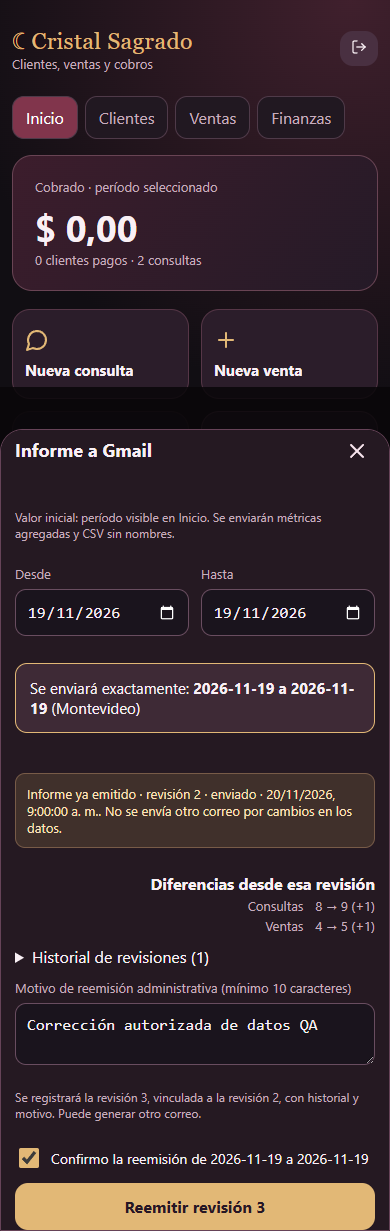 Cristal Sagrado
Clientes, ventas y cobros
Inicio
Clientes
Ventas
Finanzas
Cobrado · período seleccionado
$ 0,00
0 clientes pagos · 2 consultas
Nueva consulta
Nueva venta
Informe a Gmail
Valor inicial: período visible en Inicio. Se enviarán métricas
agregadas y CSV sin nombres.
Desde
Hasta
19/11/2026
19/11/2026
Se enviará exactamente: 2026-11-19 a 2026-11-
19 (Montevideo)
Informe ya emitido · revisión 2 · enviado · 20/11/2026,
9:00:00 a. m.. No se envía otro correo por cambios en los
datos.
Diferencias desde esa revisión
Consultas 8 → 9 (+1)
Ventas 4 → 5 (+1)
Historial de revisiones (1)
Motivo de reemisión administrativa (mínimo 10 caracteres)
Corrección autorizada de datos QA
Se registrará la revisión 3, vinculada a la revisión 2, con historial y
motivo. Puede generar otro correo.
Confirmo la reemisión de 2026-11-19 a 2026-11-19
Reemitir revisión 3